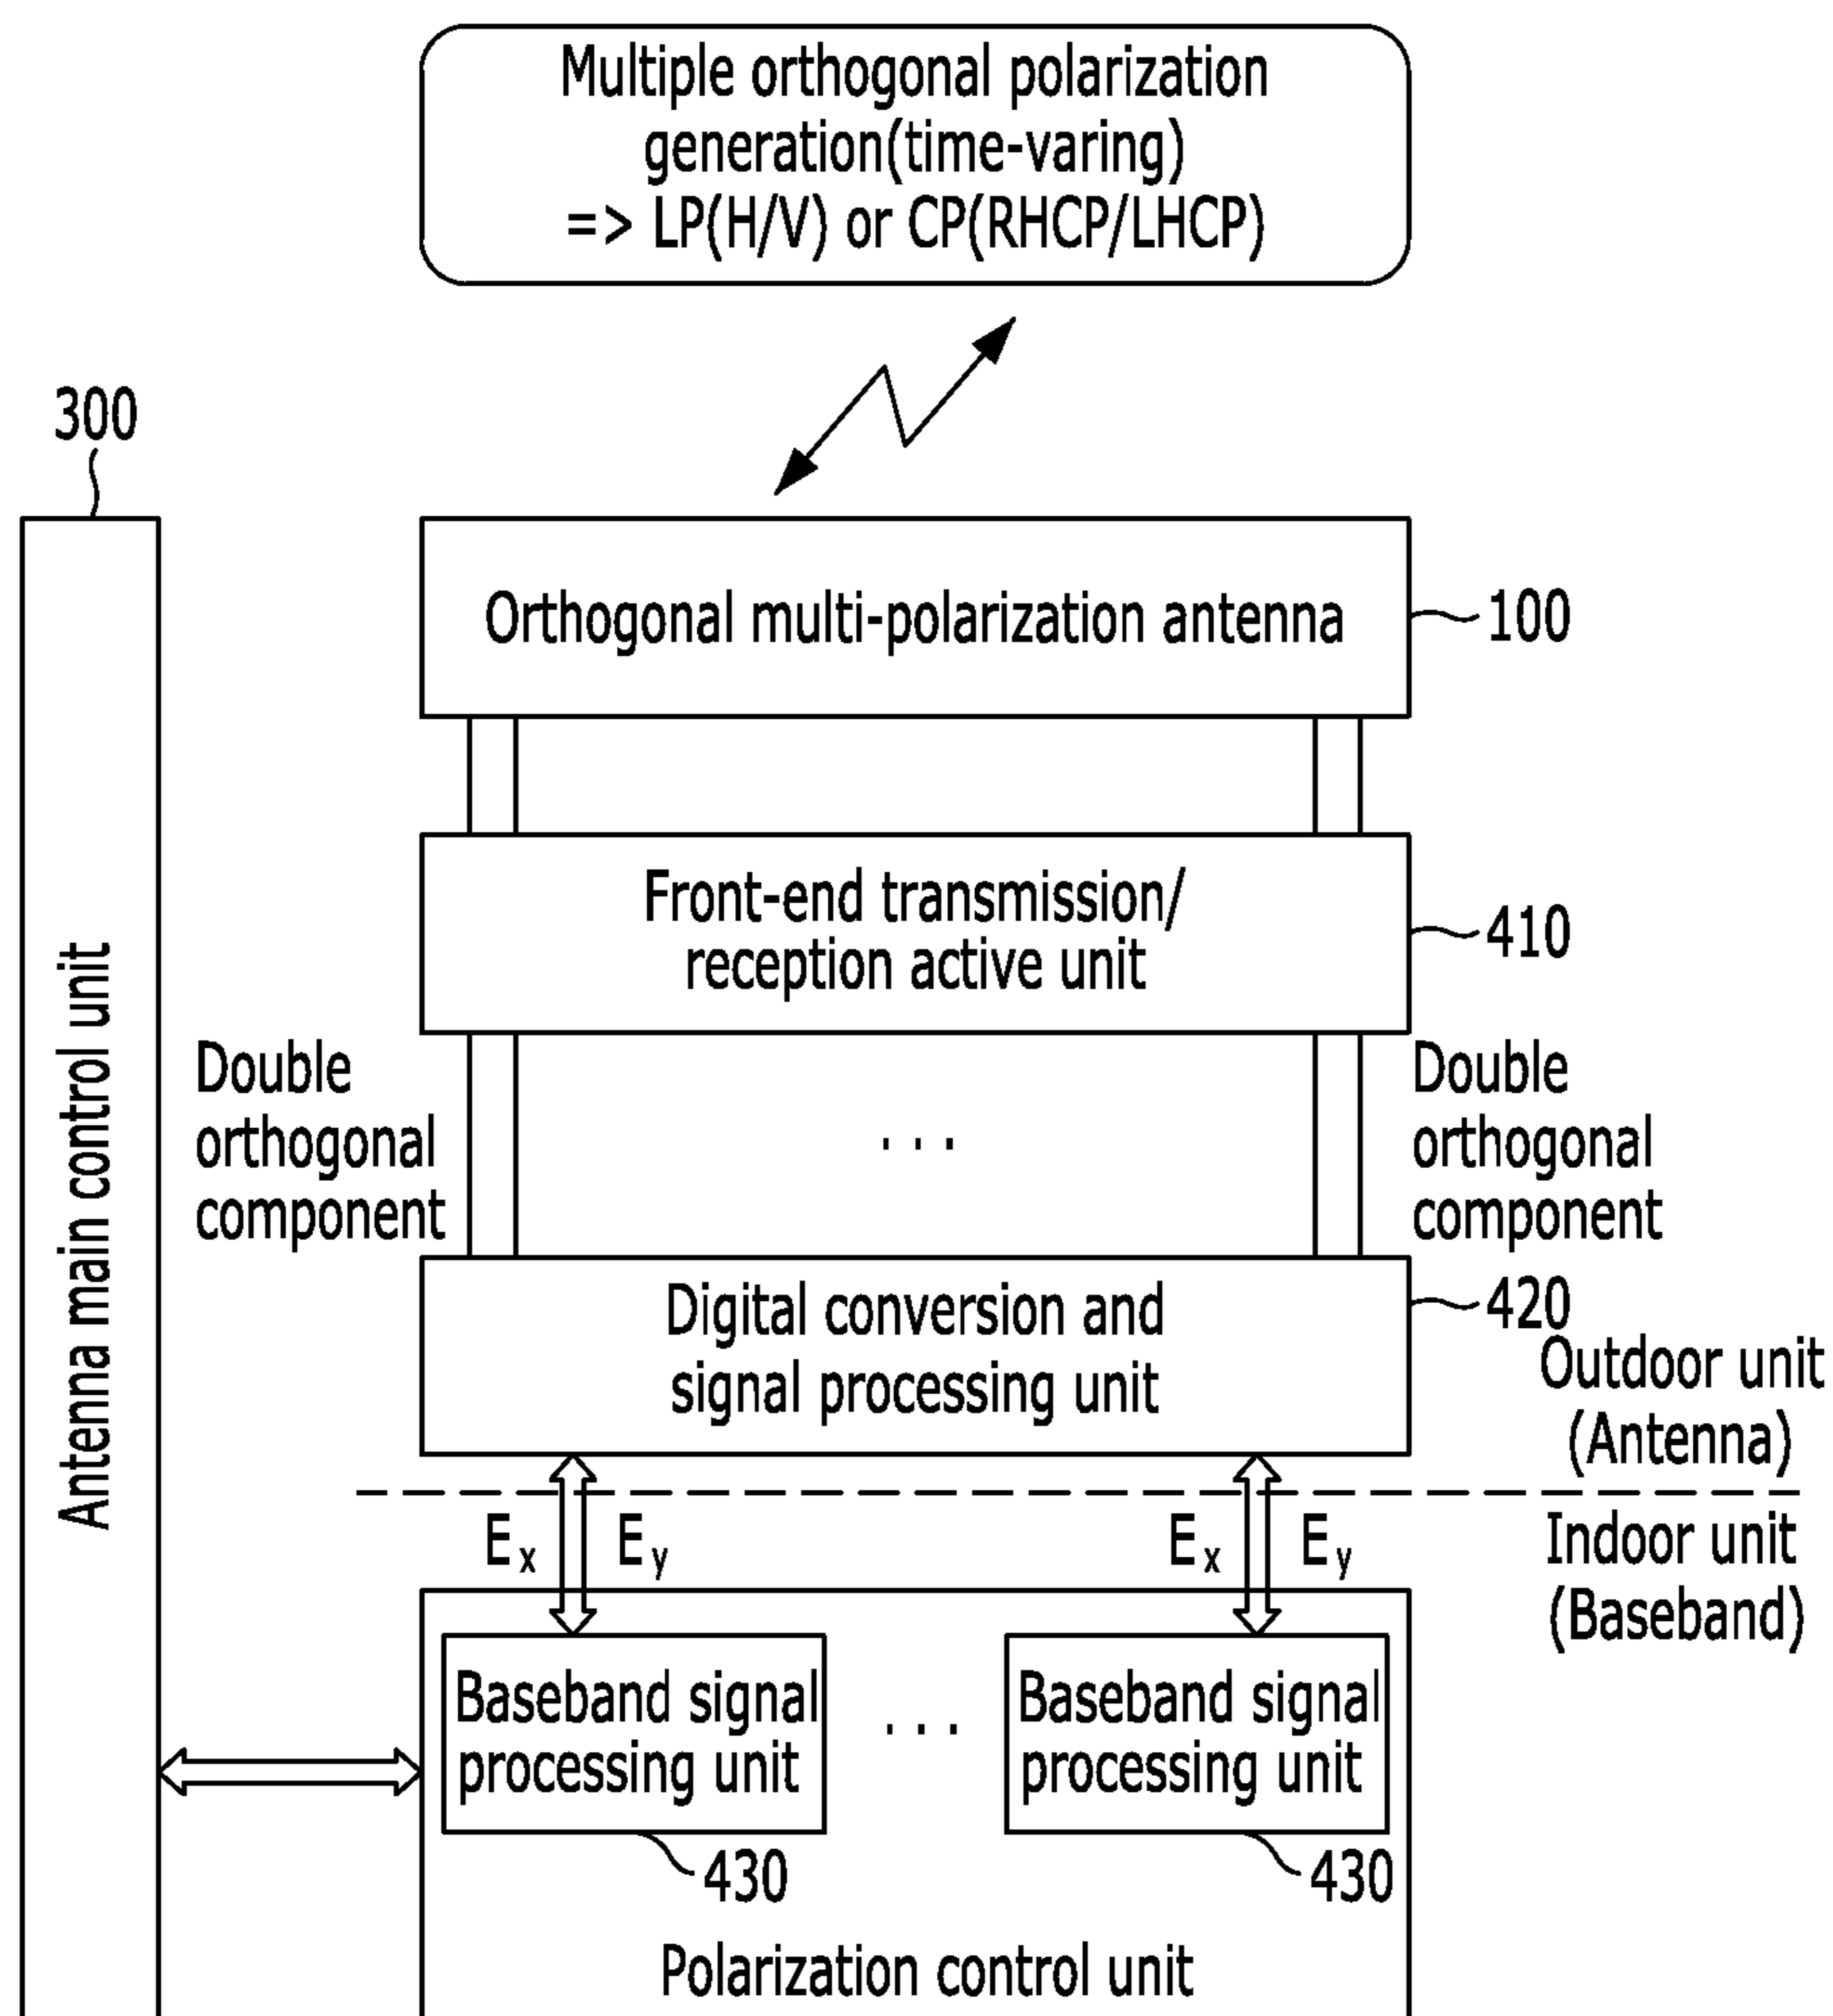 Multiple orthogonal polarization
generation(time-varing)
=> LP(H/V) or CP(RHCP/LHCP)
300
Antenna main control unit
Orthogonal multi-polarization antenna
100
Front-end transmission/
reception active unit
410
Double
orthogonal
component
. . .
Double
orthogonal
component
Digital conversion and
signal processing unit
420
Outdoor unit
(Antenna)
Ex Ey
Ex Ey
Indoor unit
(Baseband)
Baseband signal
processing unit
430
. . .
Baseband signal
processing unit
430
Polarization control unit